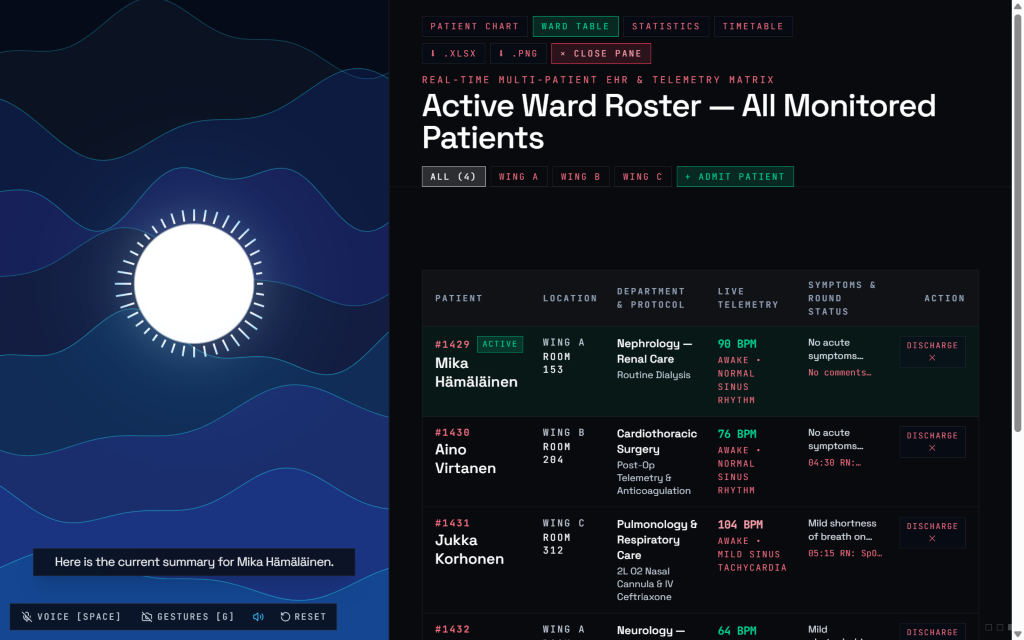 PATIENT CHART
WARD TABLE
STATISTICS
TIMETABLE
⬇ .XLSX
⬇ .PNG
× CLOSE PANE
REAL-TIME MULTI-PATIENT EHR & TELEMETRY MATRIX
Active Ward Roster — All Monitored
Patients
ALL (4)
WING A
WING B
WING C
+ ADMIT PATIENT
PATIENT
LOCATION
DEPARTMENT
& PROTOCOL
LIVE
TELEMETRY
SYMPTOMS &
ROUND
STATUS
ACTION
#1429 ACTIVE
Mika
Hämäläinen
WING A
ROOM
153
Nephrology —
Renal Care
Routine Dialysis
90 BPM
AWAKE •
NORMAL
SINUS
RHYTHM
No acute
symptoms…
No comments…
DISCHARGE
×
#1430
Aino
Virtanen
WING B
ROOM
204
Cardiothoracic
Surgery
Post-Op
Telemetry &
Anticoagulation
76 BPM
AWAKE •
NORMAL
SINUS
RHYTHM
No acute
symptoms…
04:30 RN:…
DISCHARGE
×
#1431
Jukka
Korhonen
WING C
ROOM
312
Pulmonology &
Respiratory
Care
2L O2 Nasal
Cannula & IV
Ceftriaxone
104 BPM
AWAKE •
MILD SINUS
TACHYCARDIA
Mild shortness
of breath on…
05:15 RN: SpO…
DISCHARGE
×
#1432
WING A
Neurology —
64 BPM
Mild
DISCHARGE
Here is the current summary for Mika Hämäläinen.
VOICE [SPACE]
GESTURES [G]
RESET